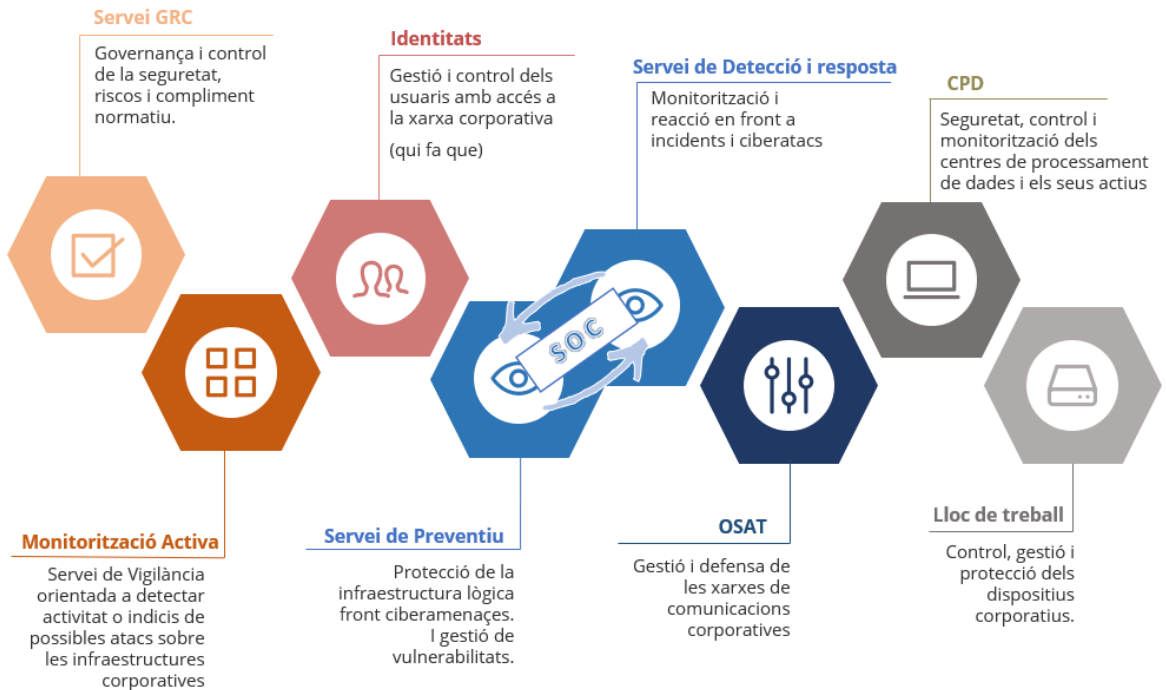 Servei GRC
Governança i control
de la seguretat,
riscos i compliment
normatiu.
Identitats
Gestió i control dels
usuaris amb accés a
la xarxa corporativa
(qui fa que)
Servei de Detecció i resposta
Monitorització i
reacció en front a
incidents i ciberatacs
CPD
Seguretat, control i
monitorització dels
centres de processament
de dades i els seus actius
SOC
Monitorització Activa
Servei de Vigilància
orientada a detectar
activitat o indicis de
possibles atacs sobre
les infraestructures
corporatives
Servei de Preventiu
Protecció de la
infraestructura lògica
front ciberamenaçes.
I gestió de
vulnerabilitats.
OSAT
Gestió i defensa de
les xarxes de
comunicacions
corporatives
Lloc de treball
Control, gestió i
protecció dels
dispositius
corporatius.